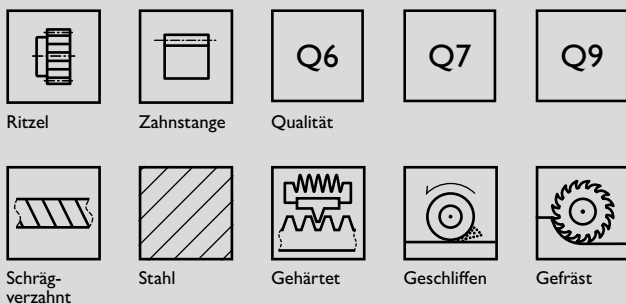 Q6
Q7
Q9
Ritzel
Zahnstange
Qualität
Schräg-
verzahnt
Stahl
Gehärtet
Geschliffen
Gefräst